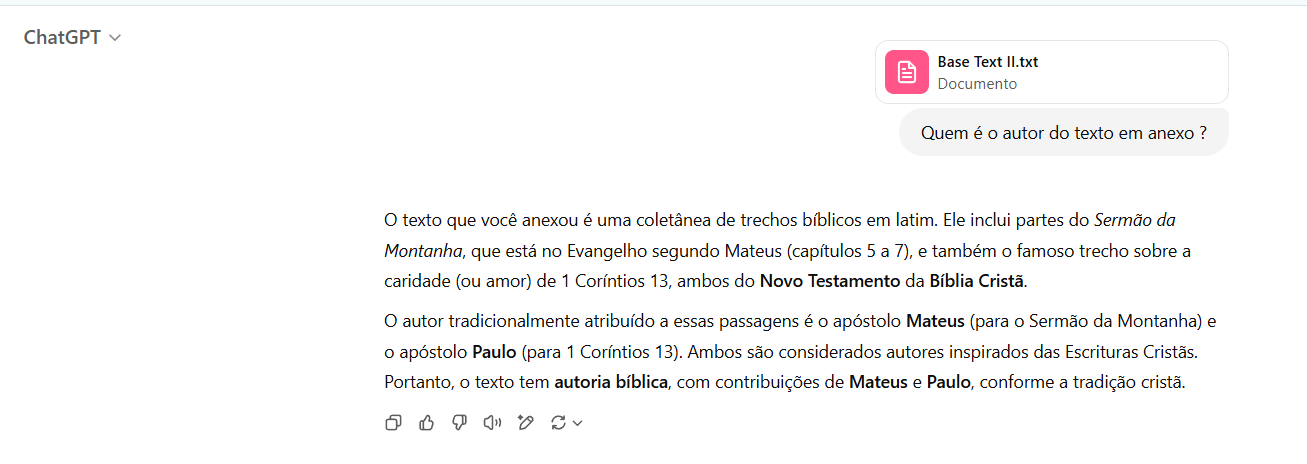 ChatGPT
Base Text II.txt
Documento
Quem é o autor do texto em anexo ?
O texto que você anexou é uma coletânea de trechos bíblicos em latim. Ele inclui partes do Sermão da
Montanha, que está no Evangelho segundo Mateus (capítulos 5 a 7), e também o famoso trecho sobre a
caridade (ou amor) de 1 Coríntios 13, ambos do Novo Testamento da Bíblia Cristã.
O autor tradicionalmente atribuído a essas passagens é o apóstolo Mateus (para o Sermão da Montanha) e
o apóstolo Paulo (para 1 Coríntios 13). Ambos são considerados autores inspirados das Escrituras Cristãs.
Portanto, o texto tem autoria bíblica, com contribuições de Mateus e Paulo, conforme a tradição cristã.